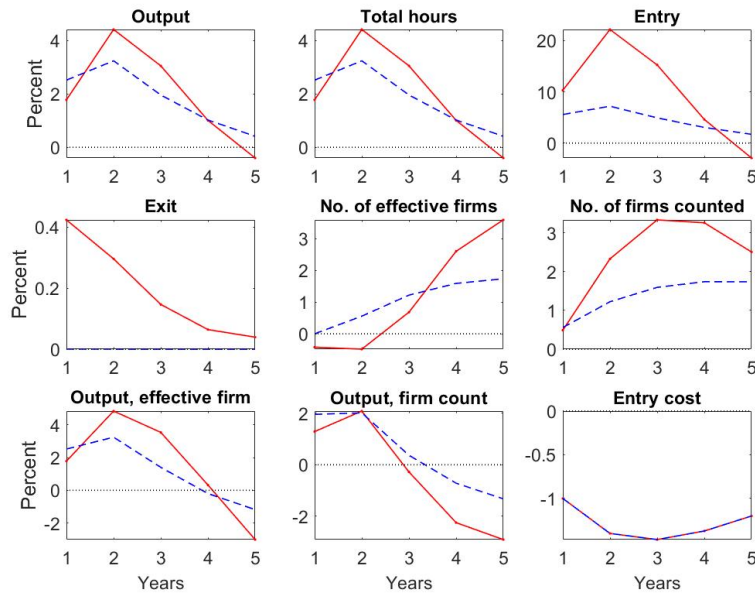 Output
Total hours
Entry
Percent
4
2
0
1 2 3 4 5
4
2
0
1 2 3 4 5
20
10
0
1 2 3 4 5
Exit
No. of effective firms
No. of firms counted
Percent
0.4
0.2
0
1 2 3 4 5
3
2
1
0
1 2 3 4 5
3
2
1
0
1 2 3 4 5
Output, effective firm
Output, firm count
Entry cost
Percent
4
2
0
-2
1 2 3 4 5
Years
2
0
-2
1 2 3 4 5
Years
0
-0.5
-1
1 2 3 4 5
Years